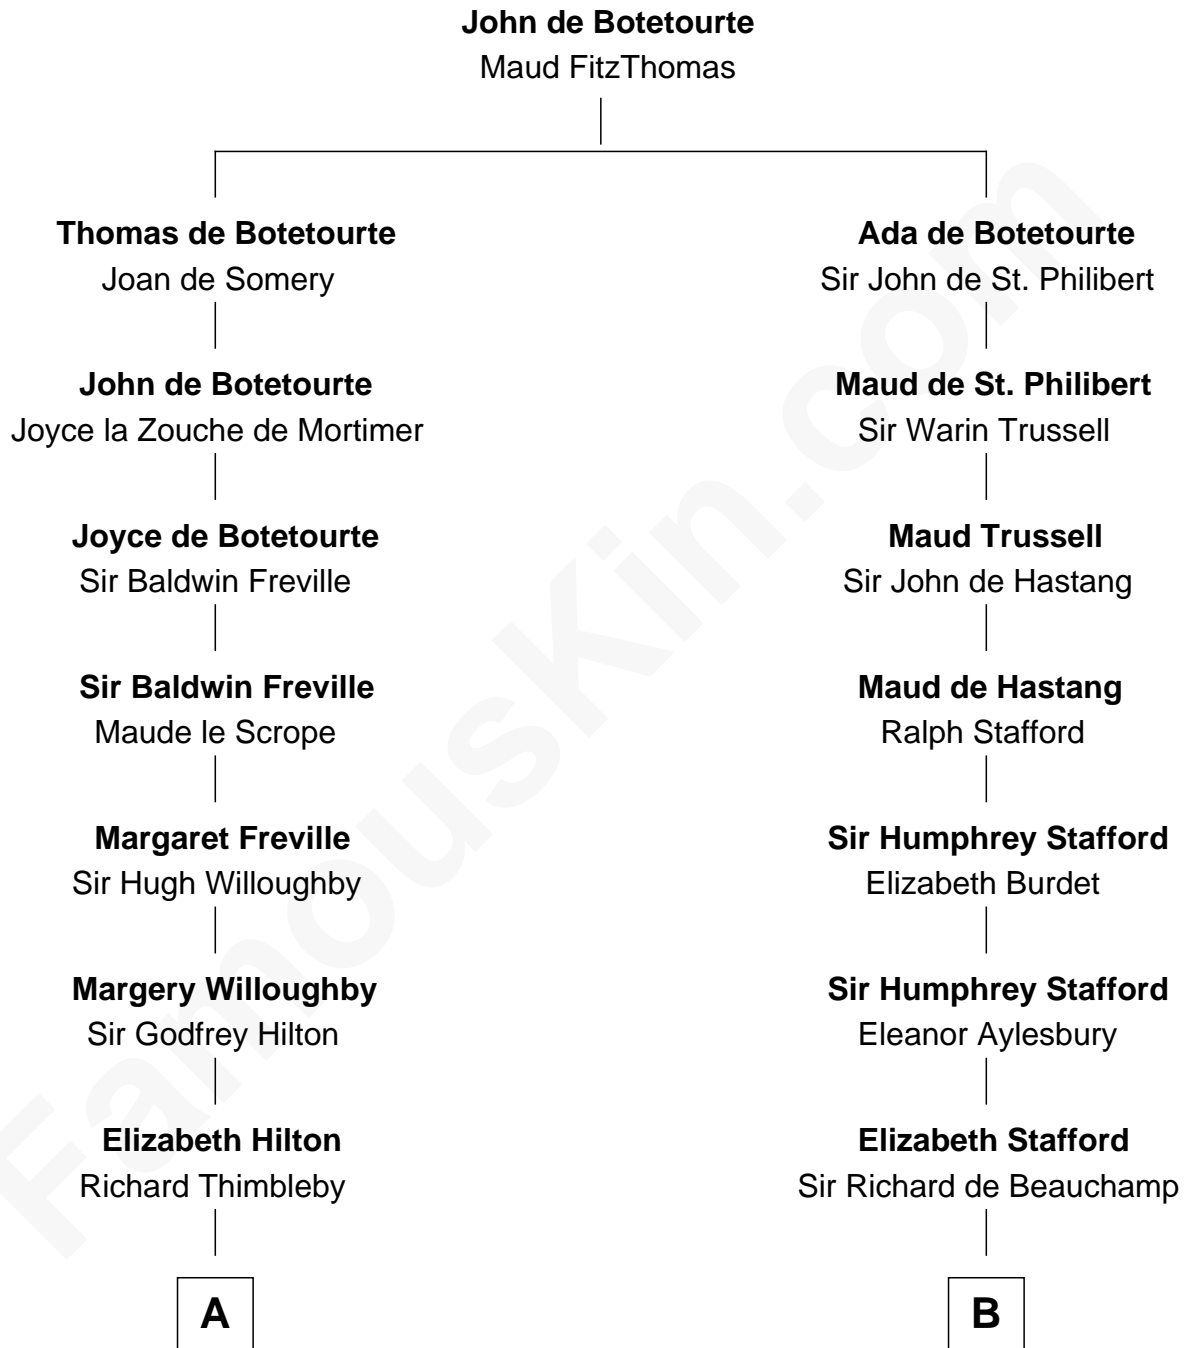 John de Botetourte
Maud FitzThomas
Thomas de Botetourte
Joan de Somery
Ada de Botetourte
Sir John de St. Philibert
John de Botetourte
Joyce la Zouche de Mortimer
Maud de St. Philibert
Sir Warin Trussell
Joyce de Botetourte
Sir Baldwin Freville
Maud Trussell
Sir John de Hastang
Sir Baldwin Freville
Maude le Scrope
Maud de Hastang
Ralph Stafford
Margaret Freville
Sir Hugh Willoughby
Sir Humphrey Stafford
Elizabeth Burdet
Margery Willoughby
Sir Godfrey Hilton
Sir Humphrey Stafford
Eleanor Aylesbury
Elizabeth Hilton
Richard Thimbleby
Elizabeth Stafford
Sir Richard de Beauchamp
A
B
FamousKin.com